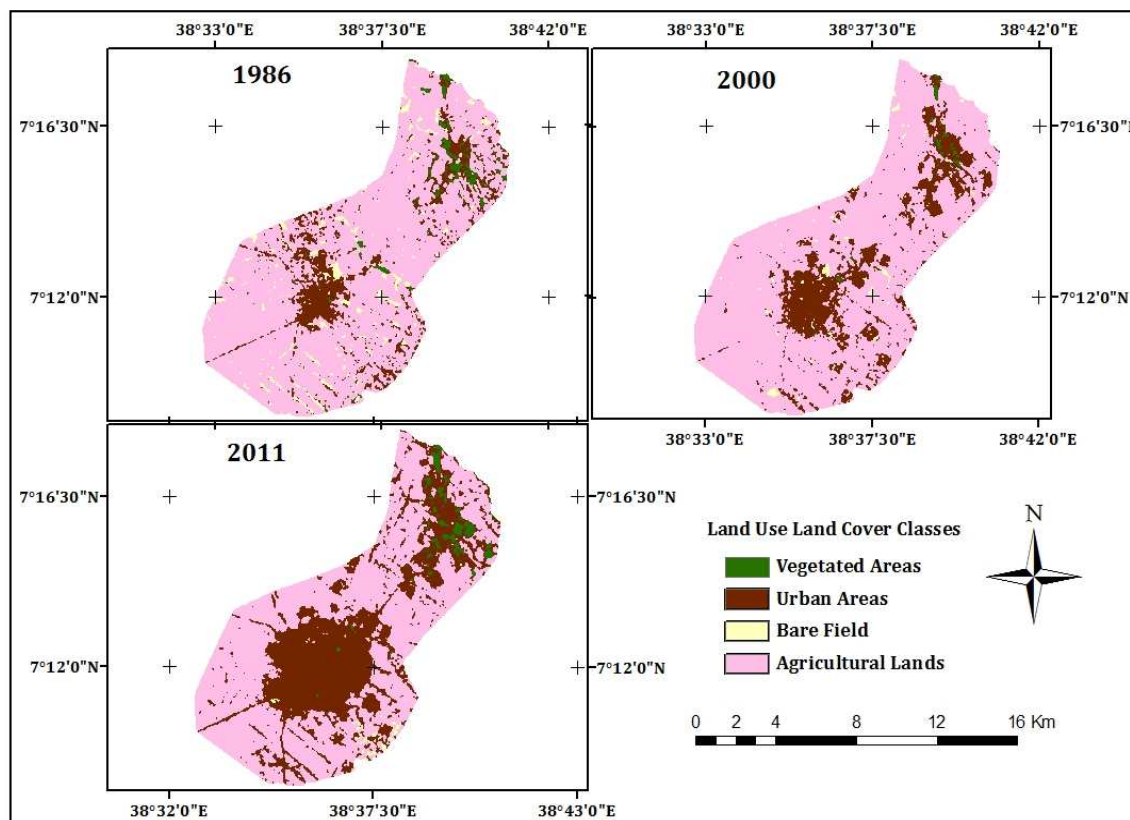 38°33'0"E 38°37'30"E 38°42'0"E 38°33'0"E 38°37'30"E 38°42'0"E
1986 2000
7°16'30"N 7°16'30"N
7°12'0"N 7°12'0"N
2011
38°33'0"E 38°37'30"E 38°42'0"E
7°16'30"N 7°16'30"N
7°12'0"N 7°12'0"N
38°32'0"E 38°37'30"E 38°43'0"E
Land Use Land Cover Classes
Vegetated Areas
Urban Areas
Bare Field
Agricultural Lands
N
0 2 4 8 12 16 Km